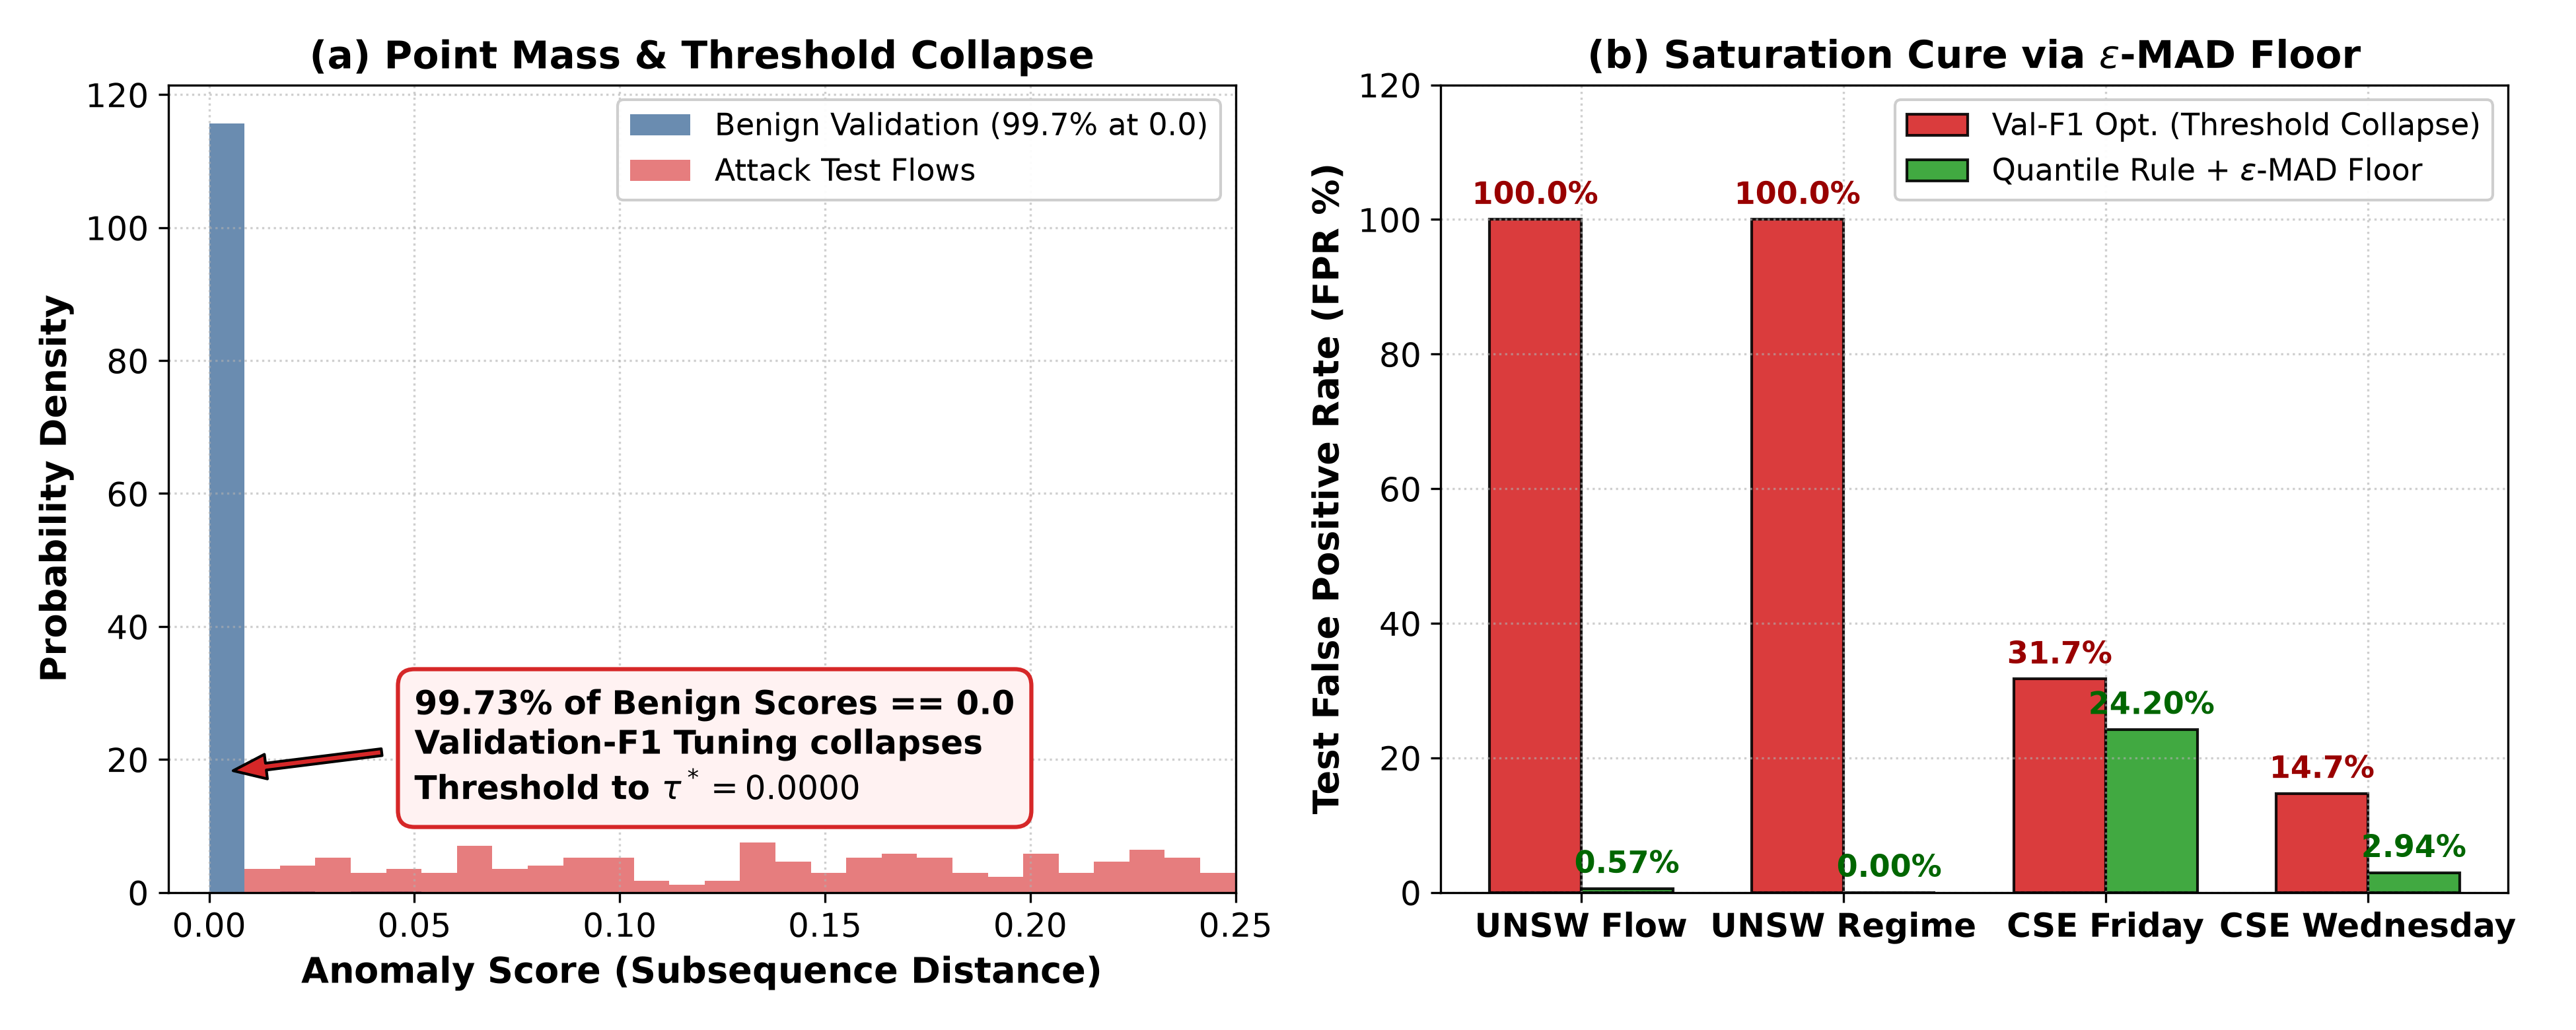 (a) Point Mass & Threshold Collapse
Probability Density
120
100
80
60
40
20
0
Benign Validation (99.7% at 0.0)
Attack Test Flows
99.73% of Benign Scores == 0.0
Validation-F1 Tuning collapses
Threshold to τ* = 0.0000
0.00 0.05 0.10 0.15 0.20 0.25
Anomaly Score (Subsequence Distance)
(b) Saturation Cure via ε-MAD Floor
Test False Positive Rate (FPR %)
120
100
80
60
40
20
0
Val-F1 Opt. (Threshold Collapse)
Quantile Rule + ε-MAD Floor
100.0% 100.0%
31.7%
24.20%
14.7%
0.57% 0.00% 2.94%
UNSW Flow UNSW Regime CSE Friday CSE Wednesday